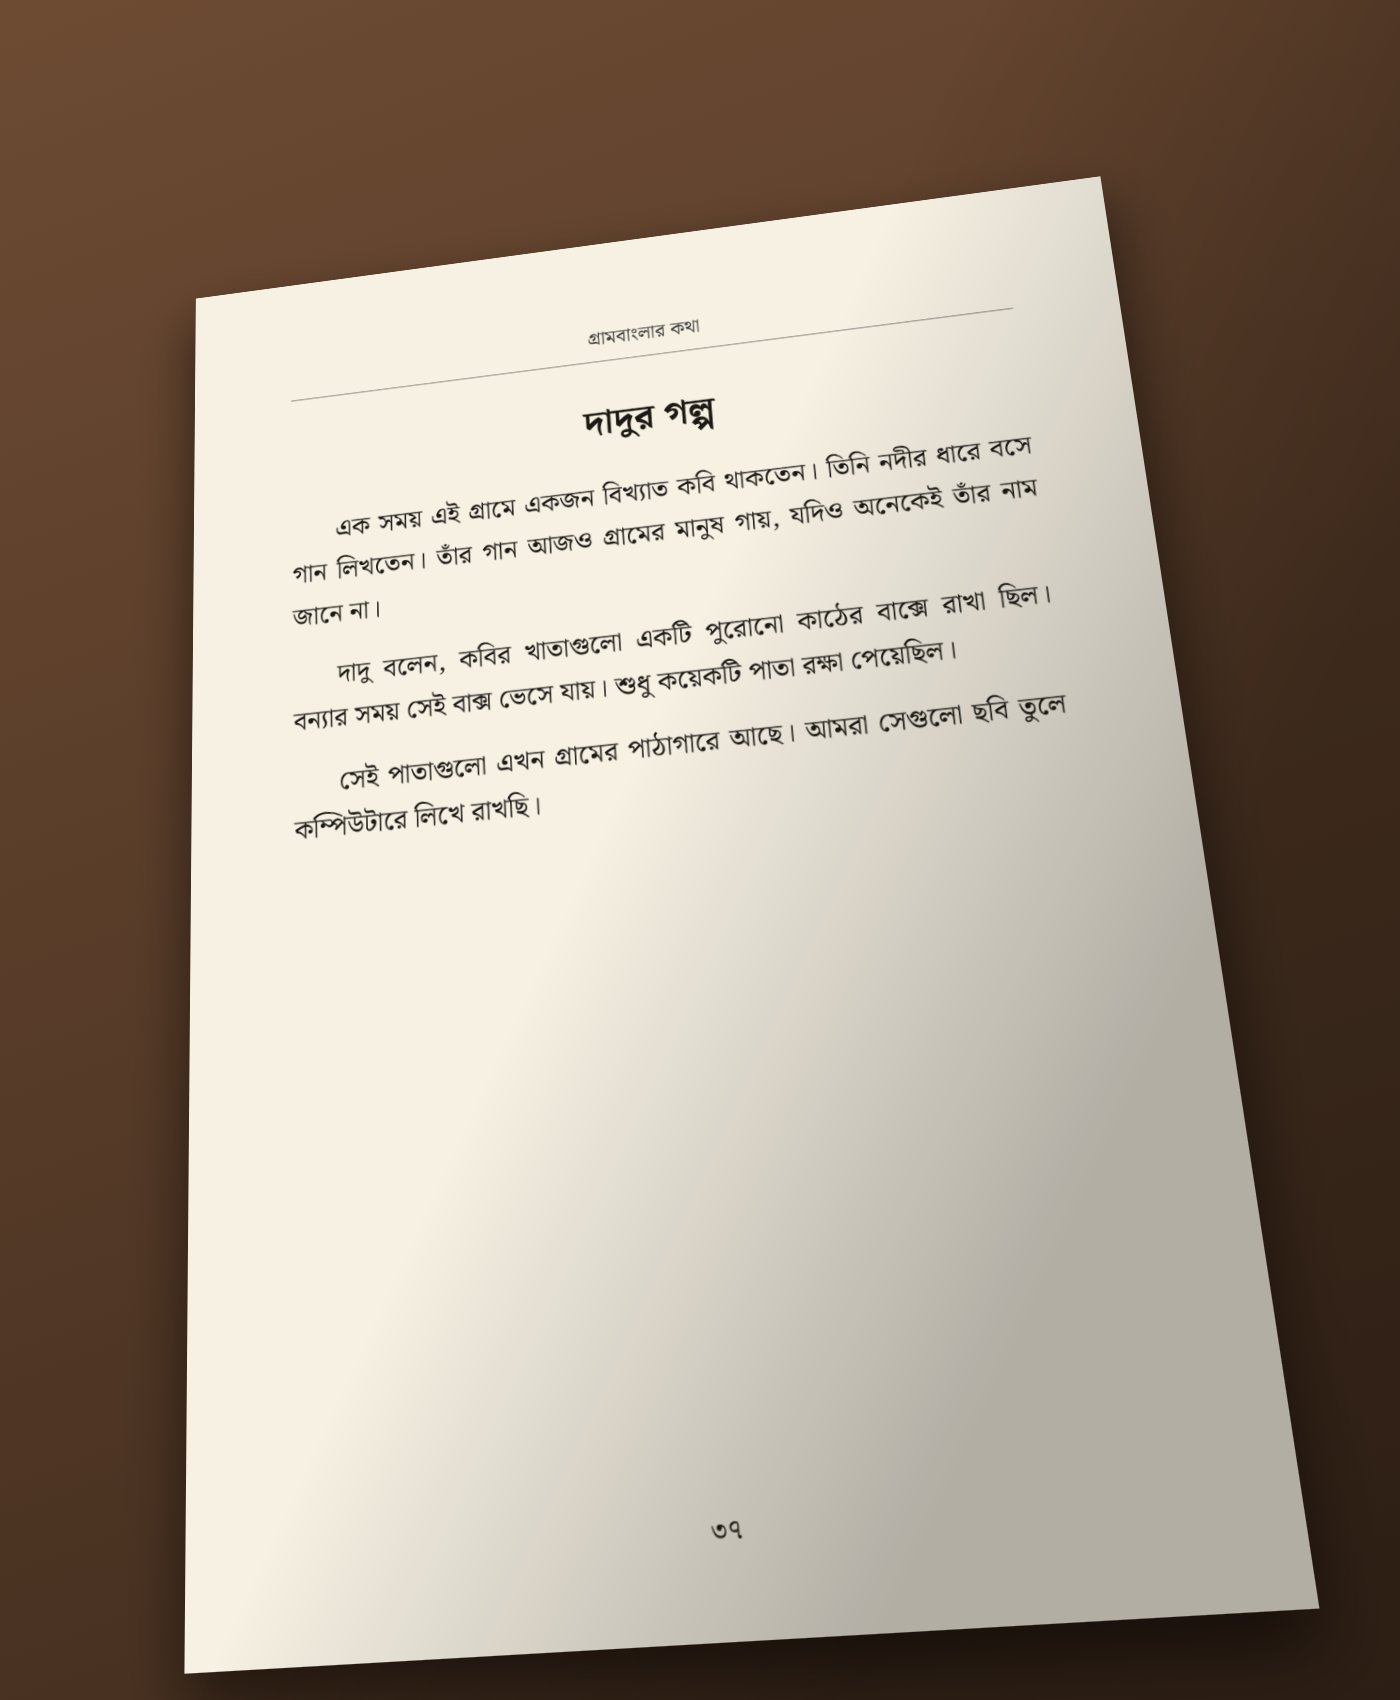 গ্রামবাংলার কথা
দাদুর গল্প
এক সময় এই গ্রামে একজন বিখ্যাত কবি থাকতেন। তিনি নদীর ধারে বসে
গান লিখতেন। তাঁর গান আজও গ্রামের মানুষ গায়, যদিও অনেকেই তাঁর নাম
জানে না।
দাদু বলেন, কবির খাতাগুলো একটি পুরোনো কাঠের বাক্সে রাখা ছিল।
বন্যার সময় সেই বাক্স ভেসে যায়। শুধু কয়েকটি পাতা রক্ষা পেয়েছিল।
সেই পাতাগুলো এখন গ্রামের পাঠাগারে আছে। আমরা সেগুলো ছবি তুলে
কম্পিউটারে লিখে রাখছি।
৩৭